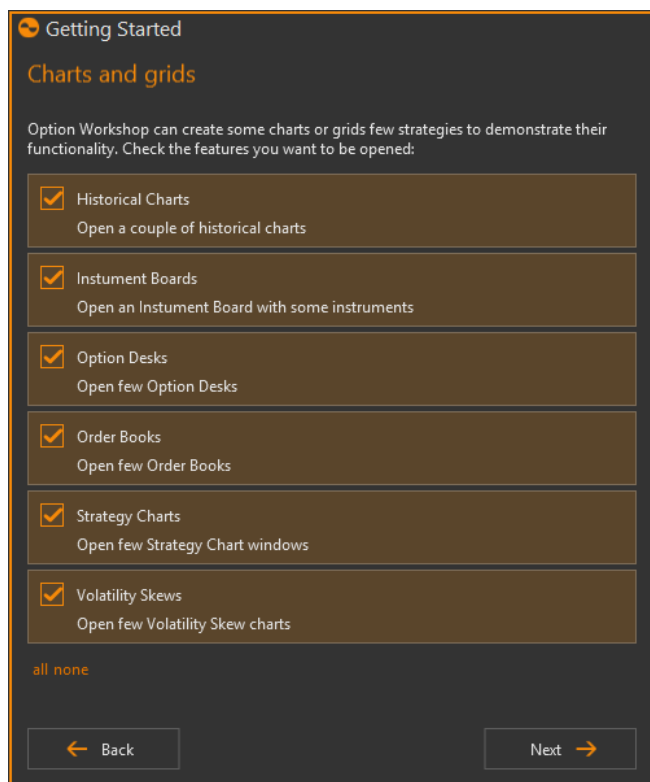 Getting Started
Charts and grids
Option Workshop can create some charts or grids few strategies to demonstrate their
functionality. Check the features you want to be opened:
Historical Charts
Open a couple of historical charts
Instument Boards
Open an Instument Board with some instruments
Option Desks
Open few Option Desks
Order Books
Open few Order Books
Strategy Charts
Open few Strategy Chart windows
Volatility Skews
Open few Volatility Skew charts
all none
Back
Next